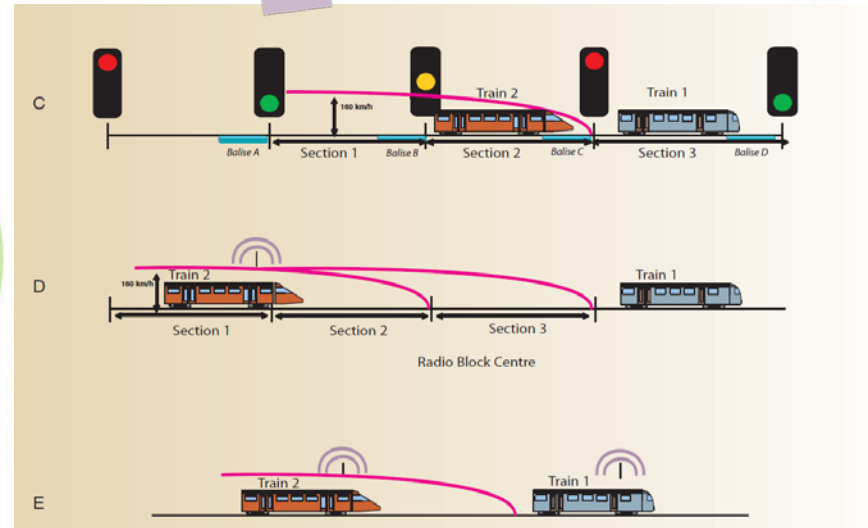 C
160 km/h
Train 2
Train 1
Balise A
Section 1
Balise B
Section 2
Balise C
Section 3
Balise D
D
160 km/h
Train 2
Train 1
Section 1
Section 2
Section 3
Radio Block Centre
E
Train 2
Train 1